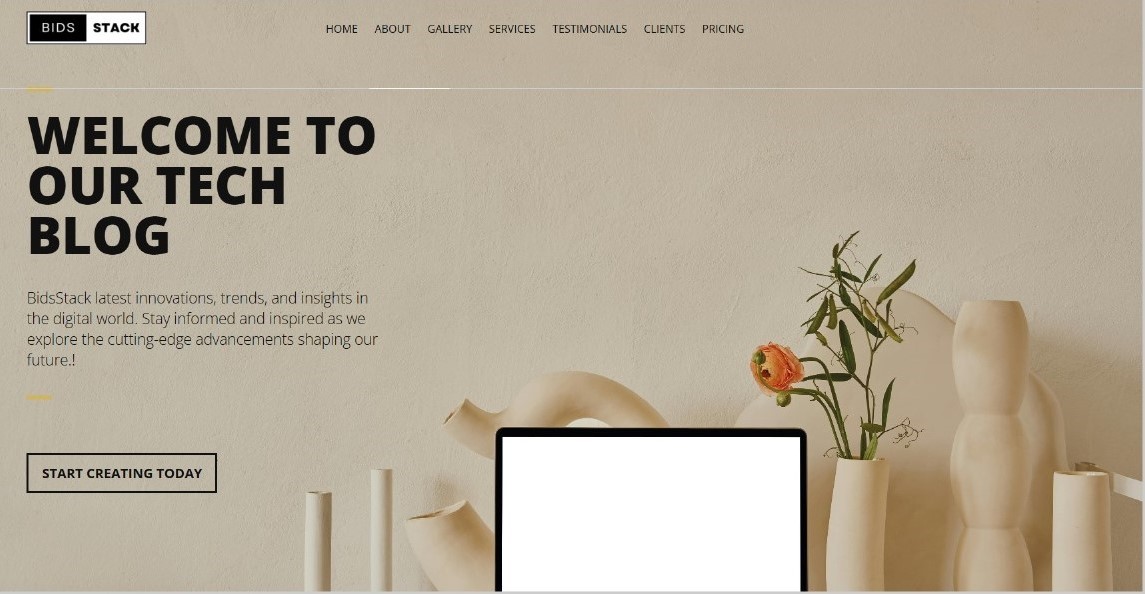 BIDS STACK
HOME ABOUT GALLERY SERVICES TESTIMONIALS CLIENTS PRICING
WELCOME TO
OUR TECH
BLOG
BidsStack latest innovations, trends, and insights in
the digital world. Stay informed and inspired as we
explore the cutting-edge advancements shaping our
future.!
START CREATING TODAY